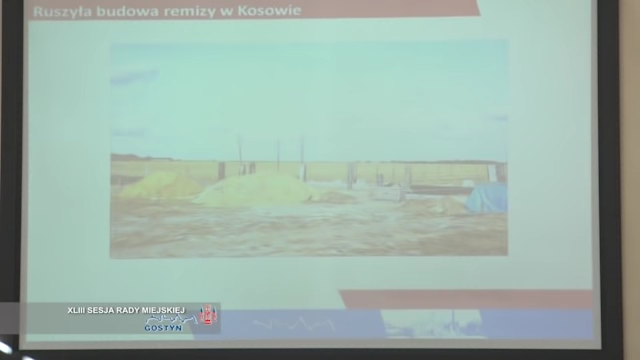 Ruszyła budowa remizy w Kosowie
XLIII SESJA RADY MIEJSKIEJ
GOSTYŃ